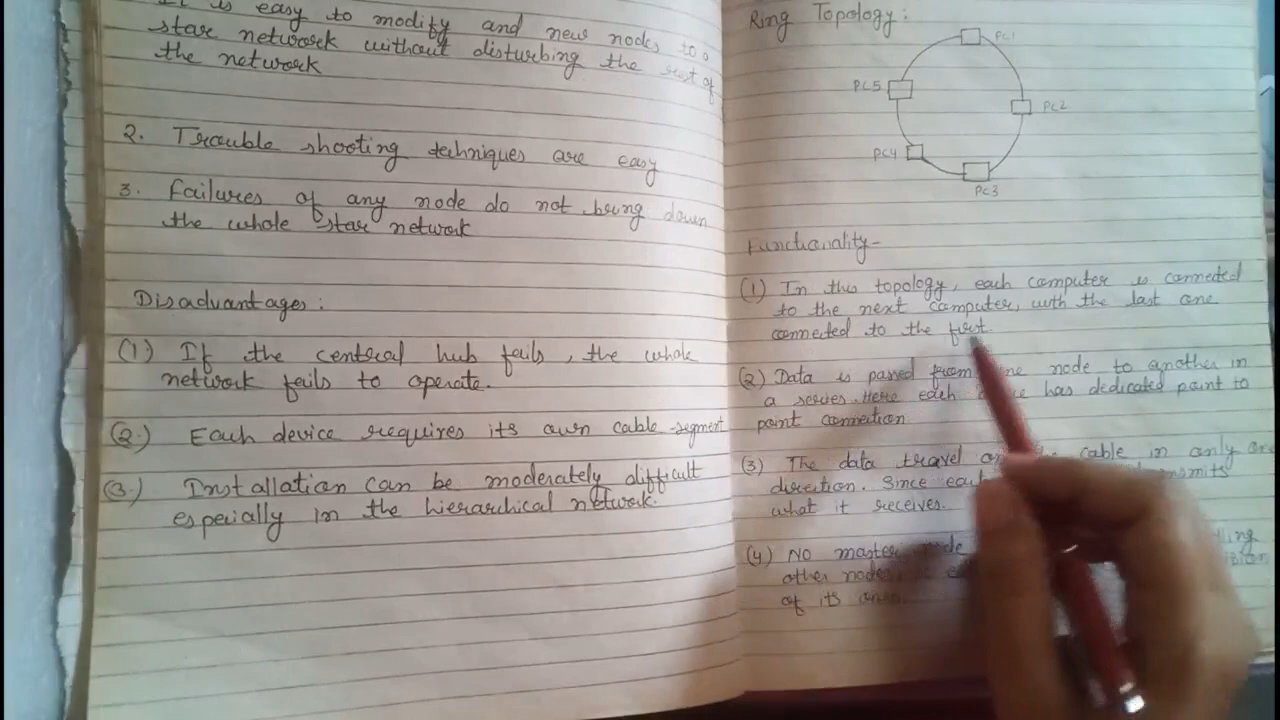 is easy to modify and new nodes to a
star network without disturbing the rest of
the network
2. Trouble shooting techniques are easy
3. Failures of any node do not being down
the whole star network
Disadvantages:
(1) If the central hub fails, the whole
network fails to operate.
(2.) Each device requires its own cable segment
(3.) Installation can be moderately difficult
especially in the hierarchical network.
Ring Topology:
PC1
PC5
PC2
PC4
PC3
Functionality-
(1) In this topology, each computer is connected
to the next computer, with the last one
connected to the first.
(2) Data is passed from one node to another in
a series. Here each has dedicated point to
point connection
(3) The data travel cable in only
direction. Since
what it receives.
(4) No master node
other nodes,
of its own.